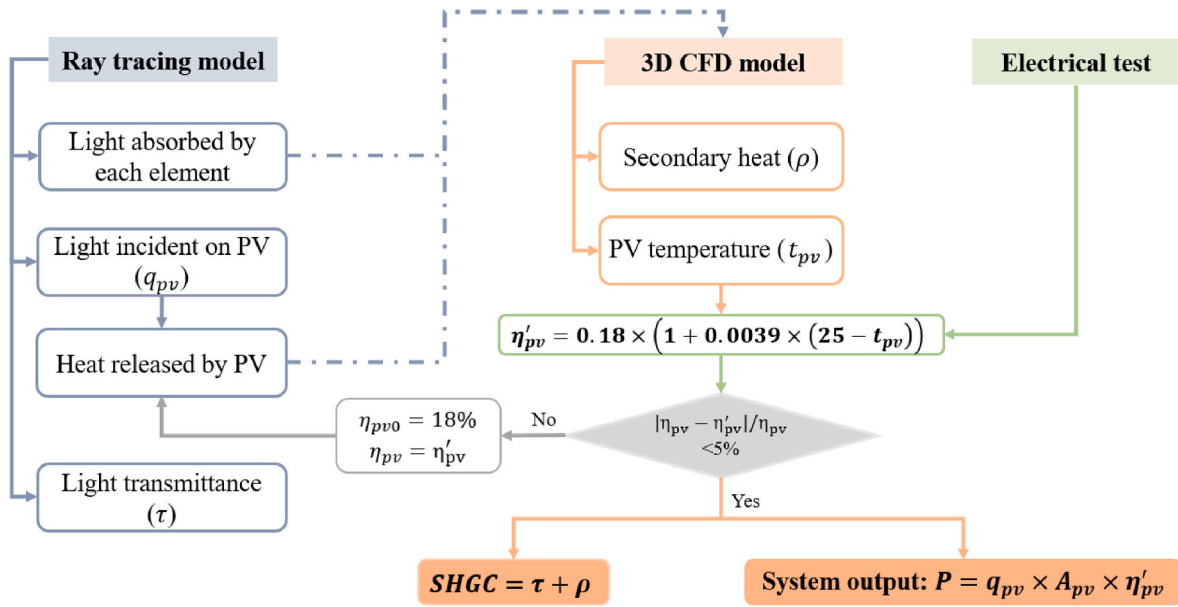 Ray tracing model
3D CFD model
Electrical test
Light absorbed by
each element
Secondary heat (ρ)
Light incident on PV
(q_pv)
PV temperature (t_pv)
η′_pv = 0.18 × (1 + 0.0039 × (25 − t_pv))
Heat released by PV
η_pv0 = 18%
η_pv = η′_pv
No
|η_pv − η′_pv|/η_pv
<5%
Light transmittance
(τ)
Yes
SHGC = τ + ρ
System output: P = q_pv × A_pv × η′_pv